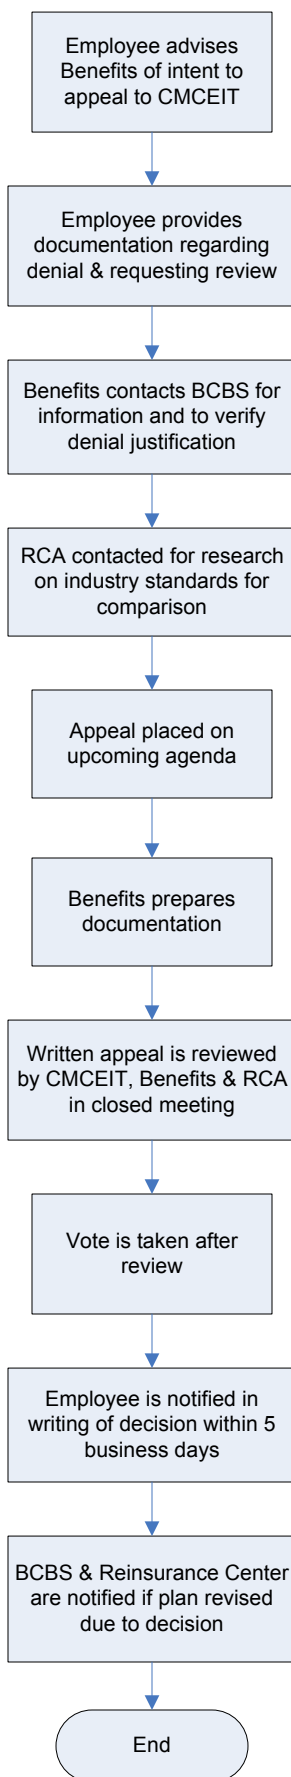 Employee advises
Benefits of intent to
appeal to CMCEIT
Employee provides
documentation regarding
denial & requesting review
Benefits contacts BCBS for
information and to verify
denial justification
RCA contacted for research
on industry standards for
comparison
Appeal placed on
upcoming agenda
Benefits prepares
documentation
Written appeal is reviewed
by CMCEIT, Benefits & RCA
in closed meeting
Vote is taken after
review
Employee is notified in
writing of decision within 5
business days
BCBS & Reinsurance Center
are notified if plan revised
due to decision
End